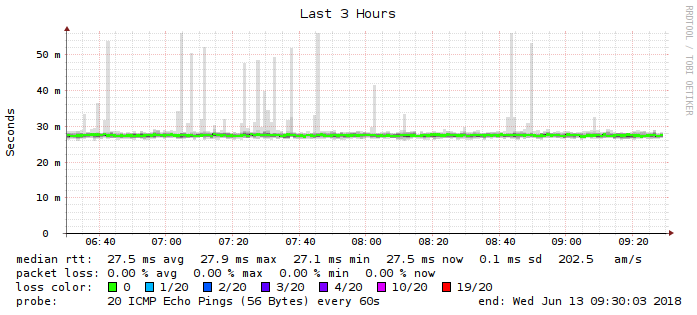 Last 3 Hours
RRDTOOL / TOBI OETIKER
Seconds
50 m
40 m
30 m
20 m
10 m
0
06:40 07:00 07:20 07:40 08:00 08:20 08:40 09:00 09:20
median rtt: 27.5 ms avg 27.9 ms max 27.1 ms min 27.5 ms now 0.1 ms sd 202.5 am/s
packet loss: 0.00 % avg 0.00 % max 0.00 % min 0.00 % now
loss color: 0 1/20 2/20 3/20 4/20 10/20 19/20
probe: 20 ICMP Echo Pings (56 Bytes) every 60s end: Wed Jun 13 09:30:03 2018